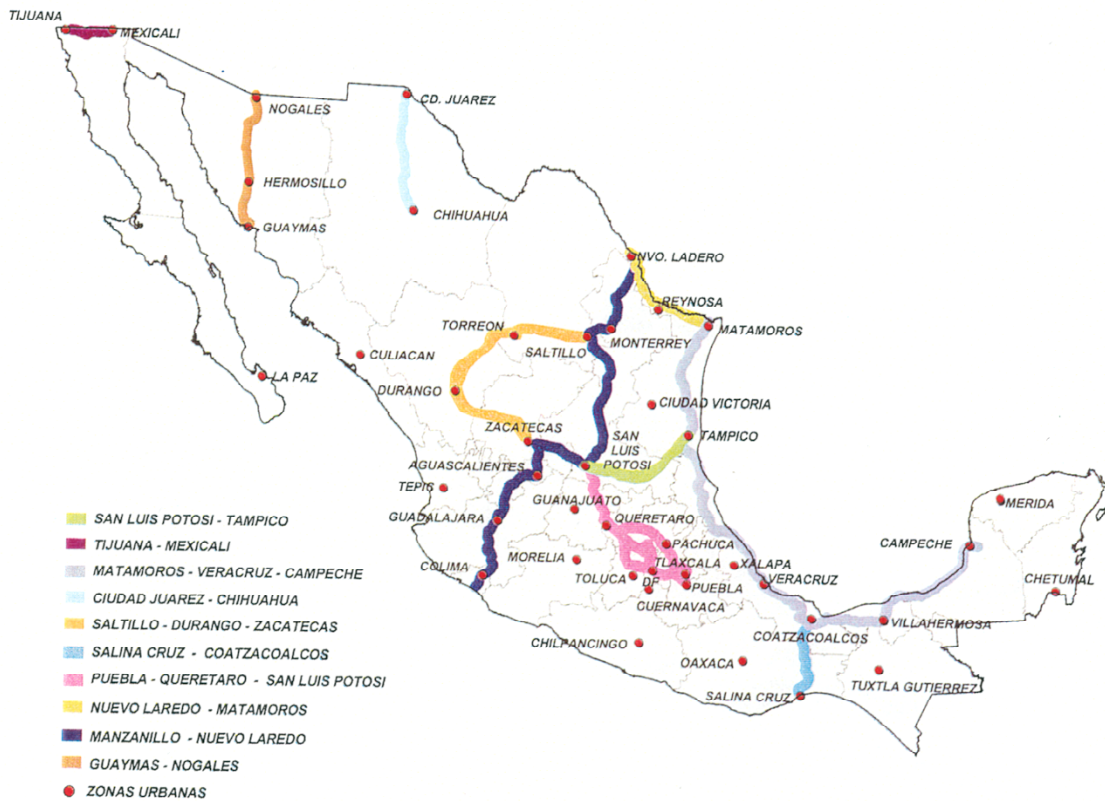 TIJUANA
MEXICALI
NOGALES
CD. JUAREZ
HERMOSILLO
CHIHUAHUA
GUAYMAS
NVO. LADERO
REYNOSA
TORREON
MATAMOROS
SALTILLO
MONTERREY
CULIACAN
LA PAZ
DURANGO
CIUDAD VICTORIA
ZACATECAS
SAN
LUIS
POTOSI
TAMPICO
AGUASCALIENTES
TEPIC
GUANAJUATO
MERIDA
GUADALAJARA
QUERETARO
PACHUCA
CAMPECHE
MORELIA
COLIMA
TLAXCALA
XALAPA
TOLUCA
DF
PUEBLA
VERACRUZ
CHETUMAL
CUERNAVACA
VILLAHERMOSA
COATZACOALCOS
CHILPANCINGO
OAXACA
TUXTLA GUTIERREZ
SALINA CRUZ
SAN LUIS POTOSI - TAMPICO
TIJUANA - MEXICALI
MATAMOROS - VERACRUZ - CAMPECHE
CIUDAD JUAREZ - CHIHUAHUA
SALTILLO - DURANGO - ZACATECAS
SALINA CRUZ - COATZACOALCOS
PUEBLA - QUERETARO - SAN LUIS POTOSI
NUEVO LAREDO - MATAMOROS
MANZANILLO - NUEVO LAREDO
GUAYMAS - NOGALES
ZONAS URBANAS